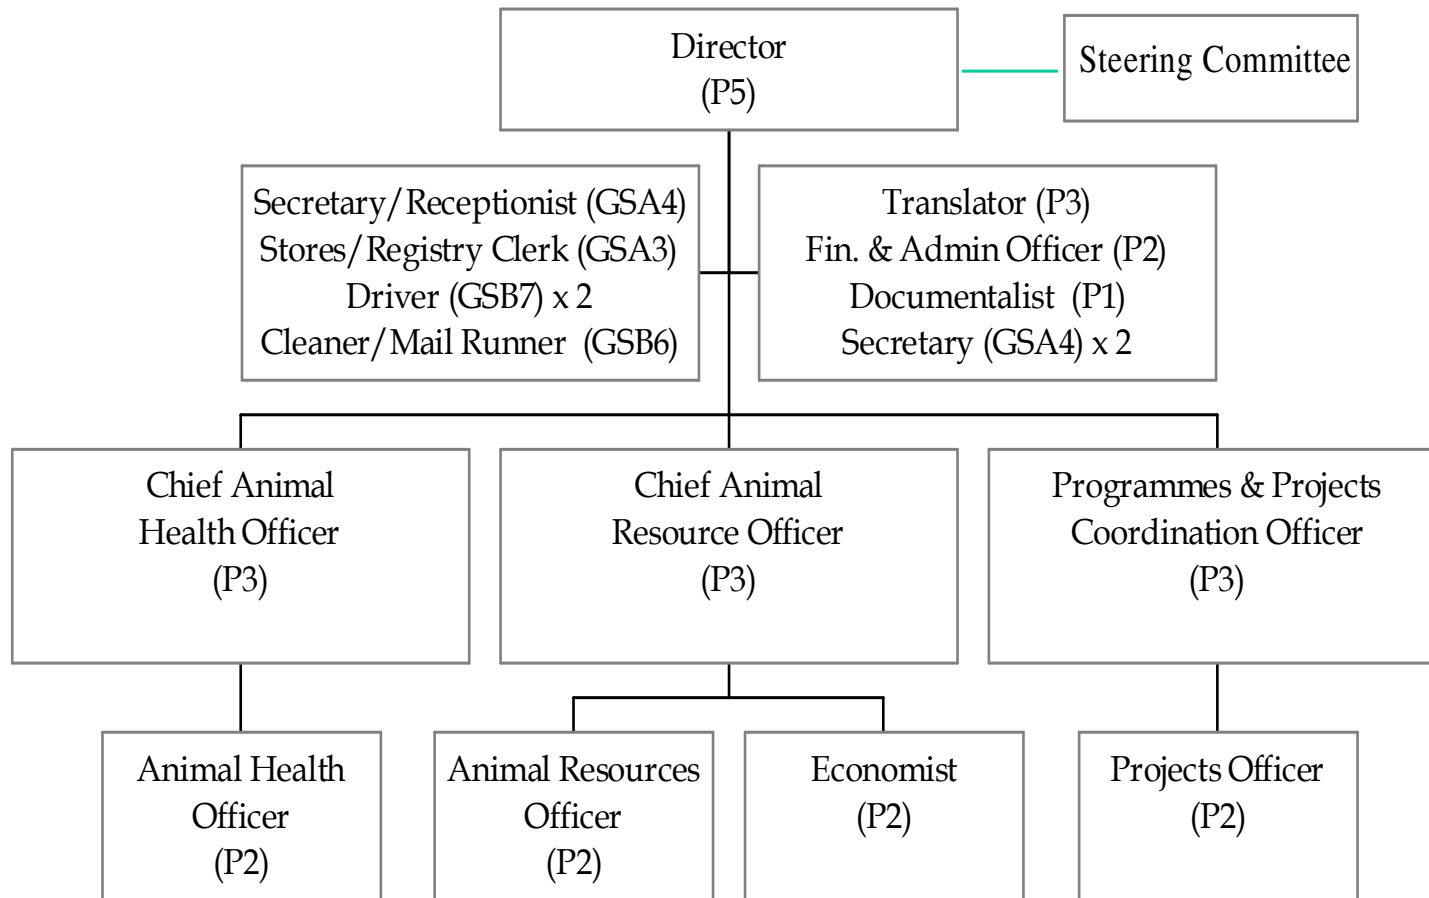 Director
(P5)
Steering Committee
Secretary/Receptionist (GSA4)
Stores/Registry Clerk (GSA3)
Driver (GSB7) x 2
Cleaner/Mail Runner (GSB6)
Translator (P3)
Fin. & Admin Officer (P2)
Documentalist (P1)
Secretary (GSA4) x 2
Chief Animal
Health Officer
(P3)
Chief Animal
Resource Officer
(P3)
Programmes & Projects
Coordination Officer
(P3)
Animal Health
Officer
(P2)
Animal Resources
Officer
(P2)
Economist
(P2)
Projects Officer
(P2)